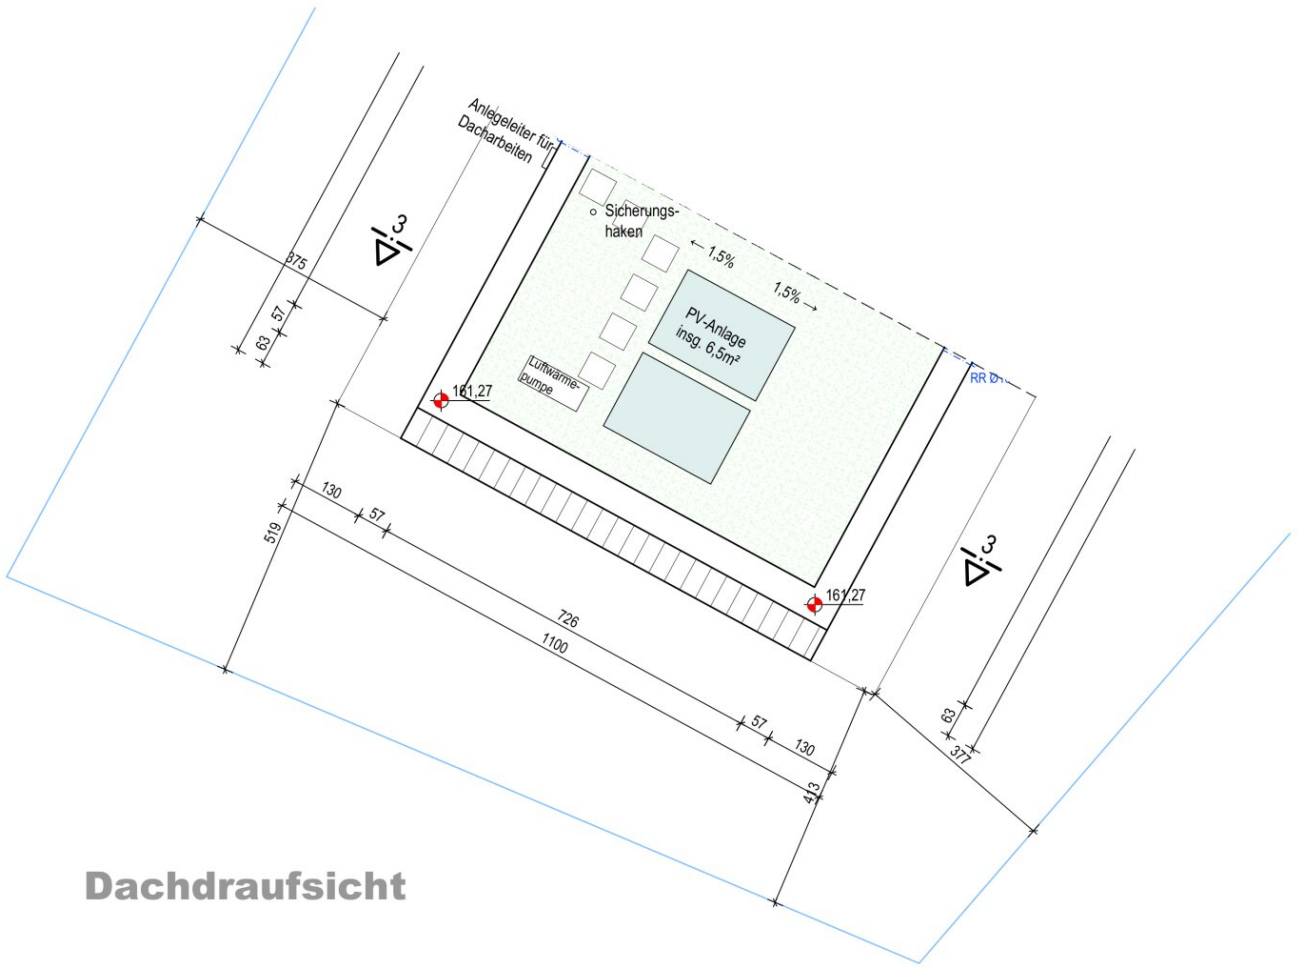 Anlegeleiter für
Dacharbeiten
3
Sicherungs-
haken
← 1,5%
1,5% →
375
57
63
PV-Anlage
insg. 6,5m²
Luftwärme-
pumpe
161,27
RR Ø
130
57
519
3
161,27
726
1100
57
130
63
377
413
Dachdraufsicht